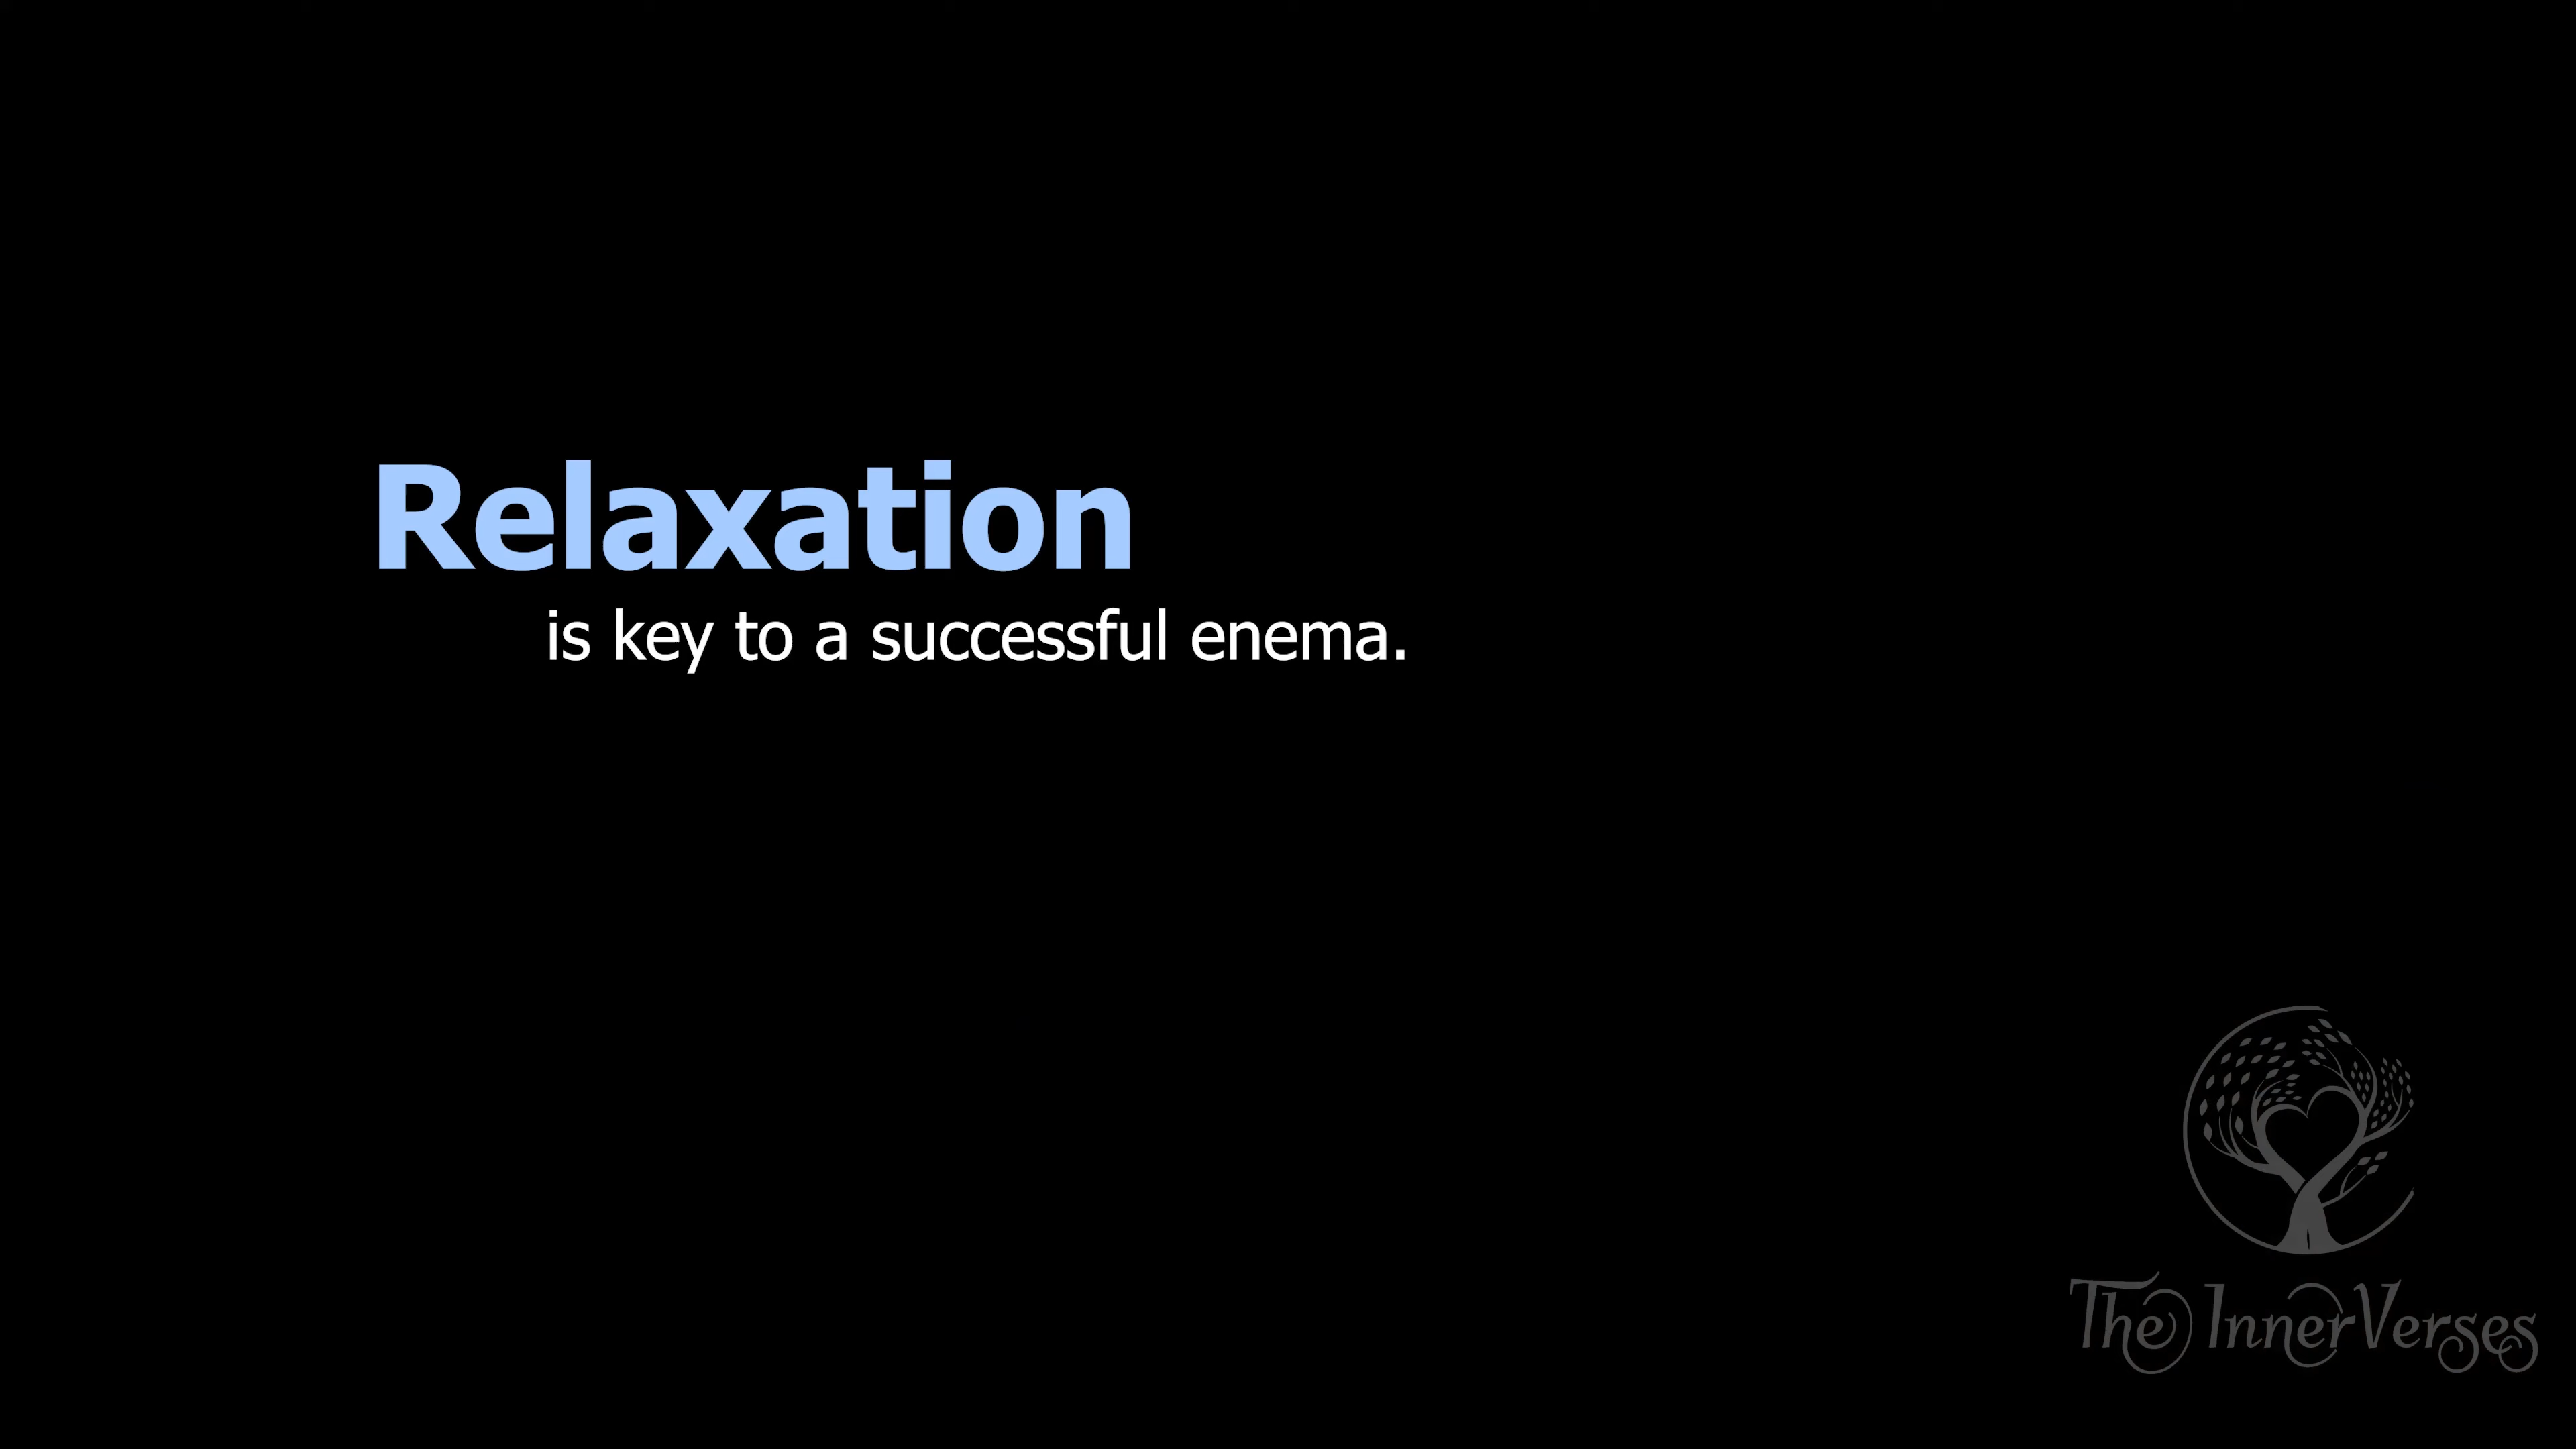 Relaxation
is key to a successful enema.
The InnerVerses